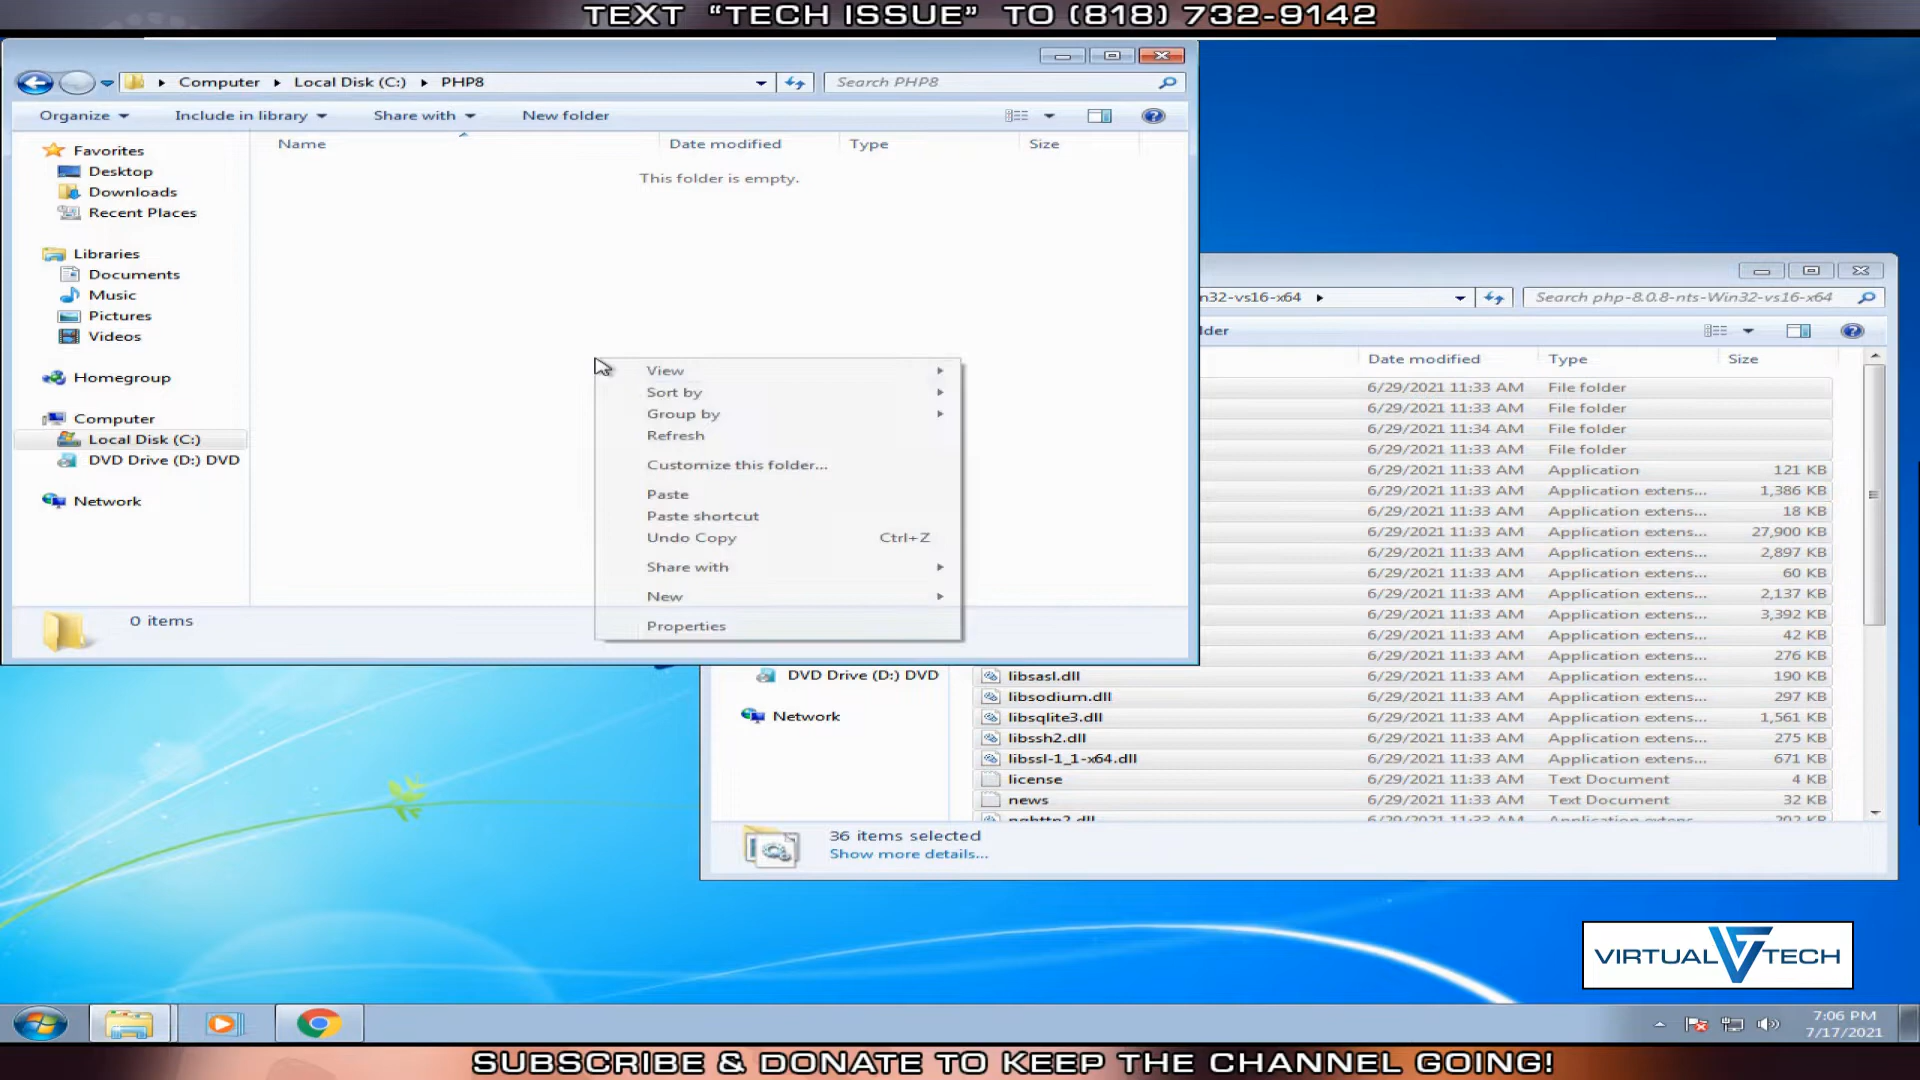 TEXT “TECH ISSUE” TO (818) 732-9142
Computer Local Disk (C:) PHP8
Search PHP8
Organize Include in library Share with New folder
Name Date modified Type Size
This folder is empty.
Favorites
Desktop
Downloads
Recent Places
Libraries
Documents
Music
Pictures
Videos
Homegroup
Computer
Local Disk (C:)
DVD Drive (D:) DVD
Network
0 items
View
Sort by
Group by
Refresh
Customize this folder...
Paste
Paste shortcut
Undo Copy Ctrl+Z
Share with
New
Properties
n32-vs16-x64
Search php-8.0.8-nts-Win32-vs16-x64
lder
Date modified Type Size
6/29/2021 11:33 AM File folder
6/29/2021 11:33 AM File folder
6/29/2021 11:34 AM File folder
6/29/2021 11:33 AM File folder
6/29/2021 11:33 AM Application 121 KB
6/29/2021 11:33 AM Application extens... 1,386 KB
6/29/2021 11:33 AM Application extens... 18 KB
6/29/2021 11:33 AM Application extens... 27,900 KB
6/29/2021 11:33 AM Application extens... 2,897 KB
6/29/2021 11:33 AM Application extens... 60 KB
6/29/2021 11:33 AM Application extens... 2,137 KB
6/29/2021 11:33 AM Application extens... 3,392 KB
6/29/2021 11:33 AM Application extens... 42 KB
6/29/2021 11:33 AM Application extens... 276 KB
libsasl.dll 6/29/2021 11:33 AM Application extens... 190 KB
libsodium.dll 6/29/2021 11:33 AM Application extens... 297 KB
libsqlite3.dll 6/29/2021 11:33 AM Application extens... 1,561 KB
libssh2.dll 6/29/2021 11:33 AM Application extens... 275 KB
libssl-1_1-x64.dll 6/29/2021 11:33 AM Application extens... 671 KB
license 6/29/2021 11:33 AM Text Document 4 KB
news 6/29/2021 11:33 AM Text Document 32 KB
nghttp2.dll 6/29/2021 11:33 AM Application extens... 202 KB
DVD Drive (D:) DVD
Network
36 items selected
Show more details...
VIRTUAL TECH
7:06 PM
7/17/2021
SUBSCRIBE & DONATE TO KEEP THE CHANNEL GOING!